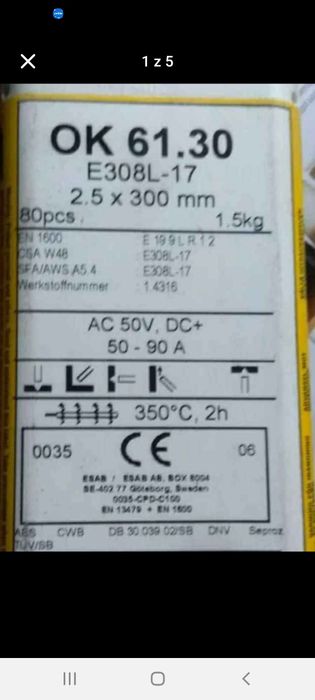 1 z 5
OK 61.30
E308L-17
2.5 x 300 mm
80pcs. 1.5kg
EN 1600 E 19 9 L R 1 2
CSA W48 E308L-17
SFA/AWS A5.4 E308L-17
Werkstoffnummer 1.4316
AC 50V, DC+
50 - 90 A
350°C, 2h
0035 CE 06
ESAB / ESAB AB, BOX 8004
SE-402 77 Göteborg, Sweden
0035-CPD-C100
EN 13479 + EN 1600
ABS CWB DB 30.039.02/SB DNV Seproz
TÜV/SB